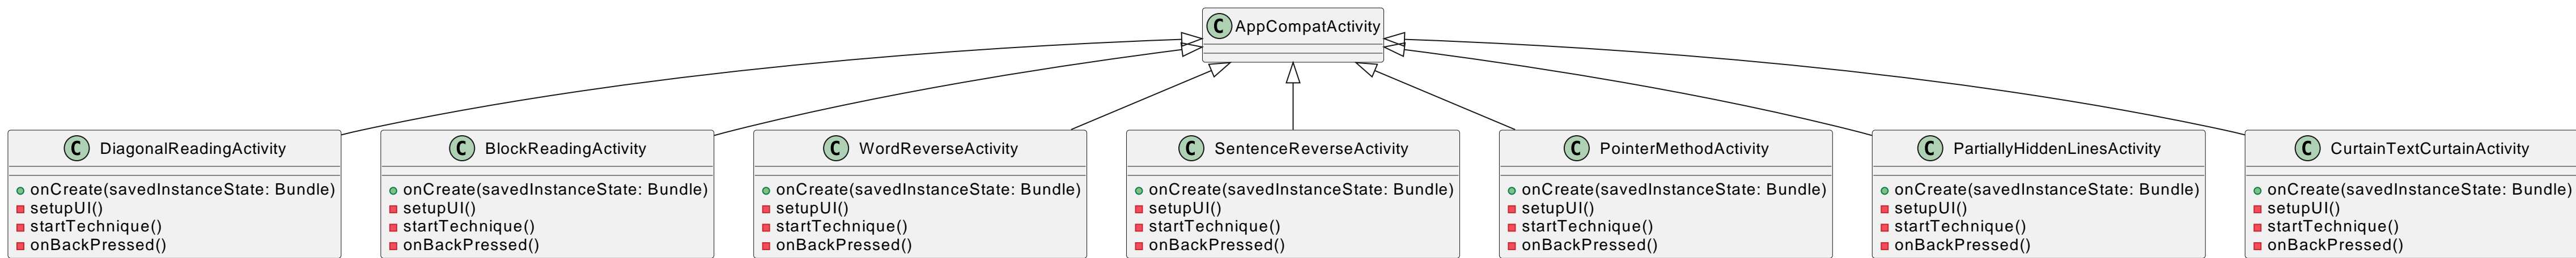 C AppCompatActivity
C DiagonalReadingActivity
onCreate(savedInstanceState: Bundle)
setupUI()
startTechnique()
onBackPressed()
C BlockReadingActivity
onCreate(savedInstanceState: Bundle)
setupUI()
startTechnique()
onBackPressed()
C WordReverseActivity
onCreate(savedInstanceState: Bundle)
setupUI()
startTechnique()
onBackPressed()
C SentenceReverseActivity
onCreate(savedInstanceState: Bundle)
setupUI()
startTechnique()
onBackPressed()
C PointerMethodActivity
onCreate(savedInstanceState: Bundle)
setupUI()
startTechnique()
onBackPressed()
C PartiallyHiddenLinesActivity
onCreate(savedInstanceState: Bundle)
setupUI()
startTechnique()
onBackPressed()
C CurtainTextCurtainActivity
onCreate(savedInstanceState: Bundle)
setupUI()
startTechnique()
onBackPressed()